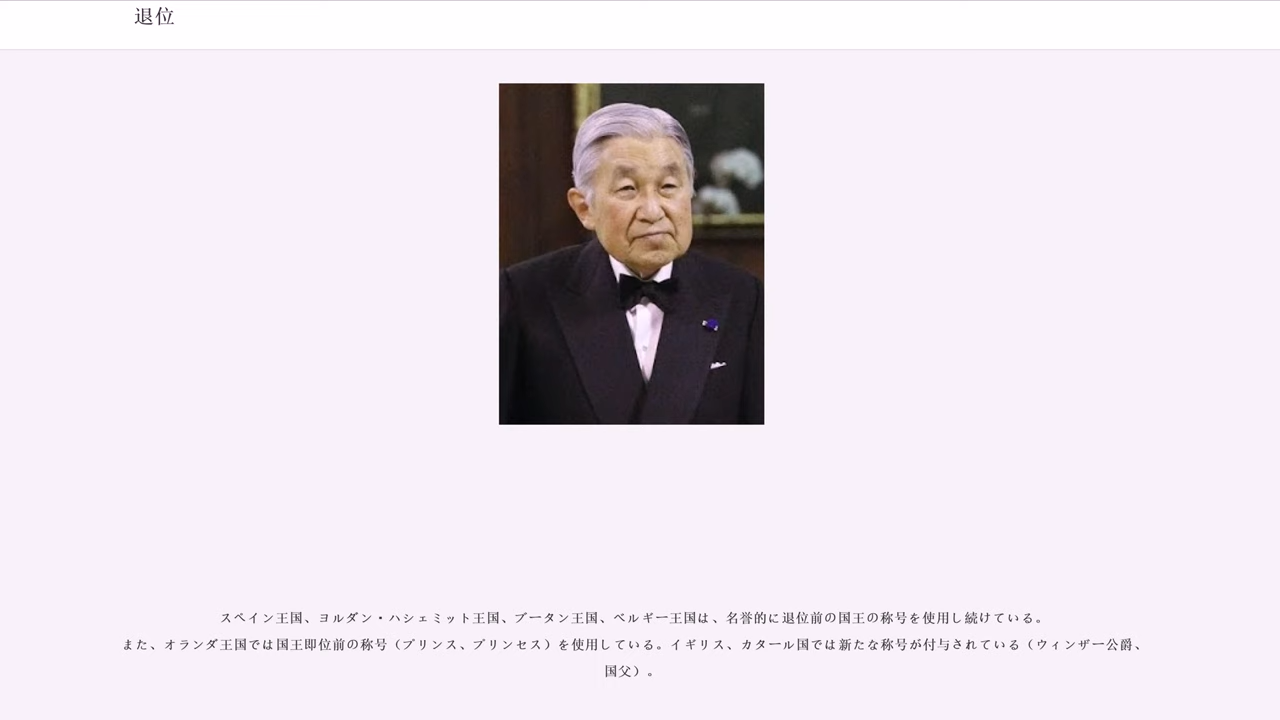 退位
スペイン王国、ヨルダン・ハシェミット王国、ブータン王国、ベルギー王国は、名誉的に退位前の国王の称号を使用し続けている。
また、オランダ王国では国王即位前の称号（プリンス、プリンセス）を使用している。イギリス、カタール国では新たな称号が付与されている（ウィンザー公爵、
国父）。